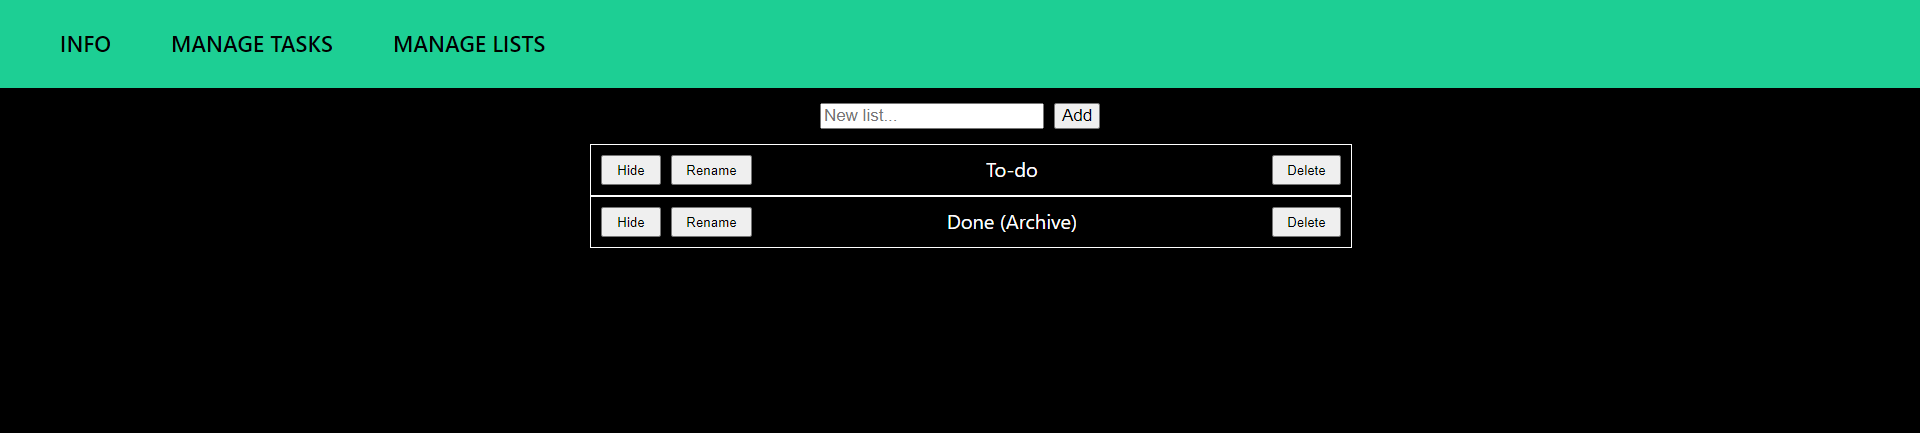 INFO MANAGE TASKS MANAGE LISTS
New list... Add
Hide Rename To-do Delete
Hide Rename Done (Archive) Delete